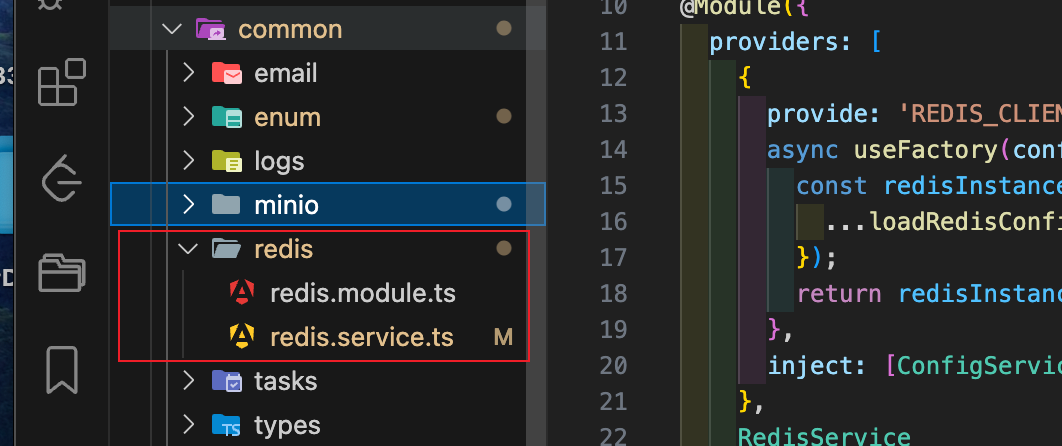 common
email
enum
logs
minio
redis
redis.module.ts
redis.service.ts M
tasks
types
10 @Module({
11 providers: [
12 {
13 provide: 'REDIS_CLIEN
14 async useFactory(conf
15 const redisInstance
16 ...loadRedisConfi
17 });
18 return redisInstanc
19 },
20 inject: [ConfigServic
21 },
22 RedisService